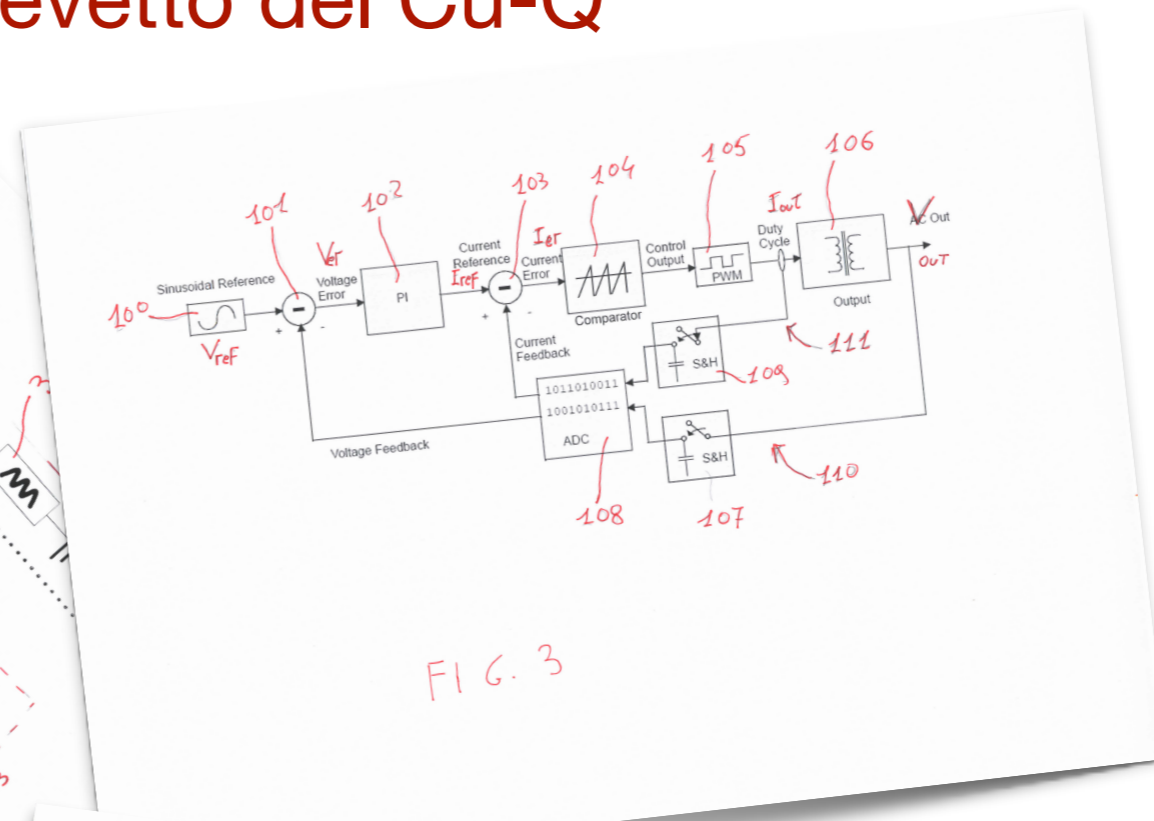 evetto del Cu-Q
106
105
104
103
102
101
100
Iout
V
AC Out
OUT
Duty
Cycle
Control
Output
Ier
Current
Reference
Current
Error
Iref
Ver
Voltage
Error
Sinusoidal Reference
Vref
PI
PWM
Comparator
Output
+
-
+
-
Current
Feedback
S&H
109
111
1011010011
1001010111
ADC
S&H
110
Voltage Feedback
108
107
FIG. 3